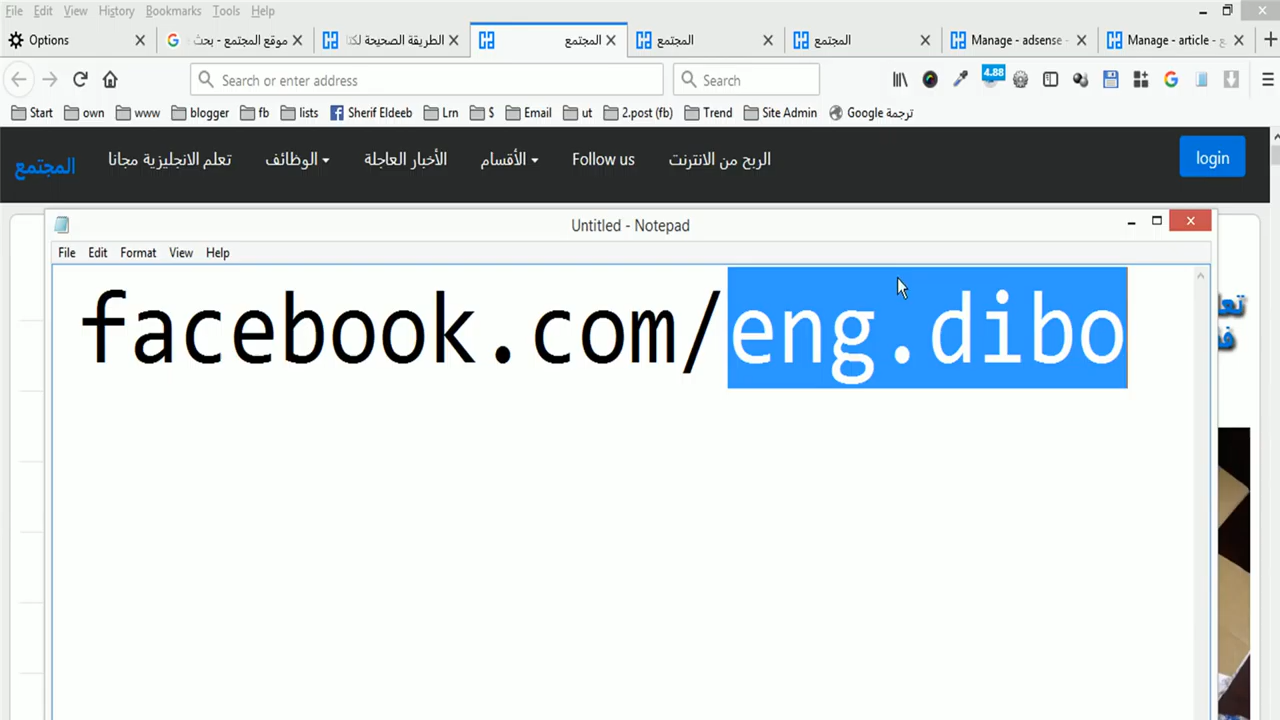 File Edit View History Bookmarks Tools Help
Options
موقع المجتمع - بحث
الطريقة الصحيحة لكتا
المجتمع
المجتمع
المجتمع
Manage - adsense -
Manage - article -
4.88
Search or enter address
Search
Start own www blogger fb lists Sherif Eldeeb Lrn $ Email ut 2.post (fb) Trend Site Admin ترجمة Google
المجتمع
تعلم الانجليزية مجانا
الوظائف
الأخبار العاجلة
الأقسام
Follow us
الربح من الانترنت
login
Untitled - Notepad
File Edit Format View Help
facebook.com/eng.dibo